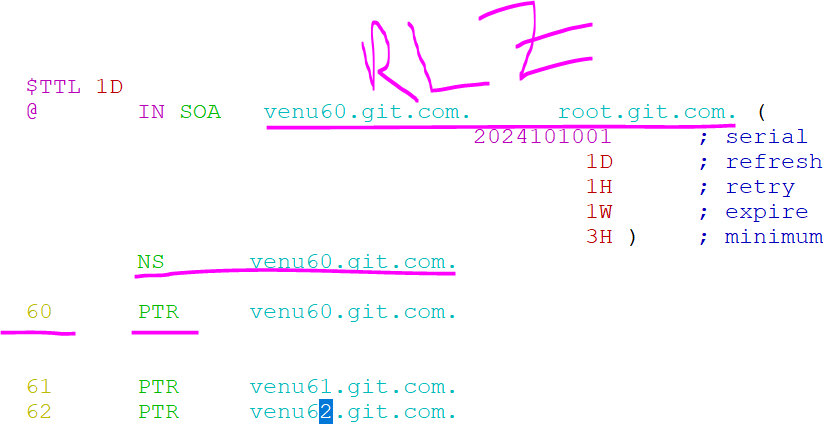 RLZ
$TTL 1D
@ IN SOA venu60.git.com. root.git.com. (
2024101001 ; serial
1D ; refresh
1H ; retry
1W ; expire
3H ) ; minimum
NS venu60.git.com.
60 PTR venu60.git.com.
61 PTR venu61.git.com.
62 PTR venu62.git.com.